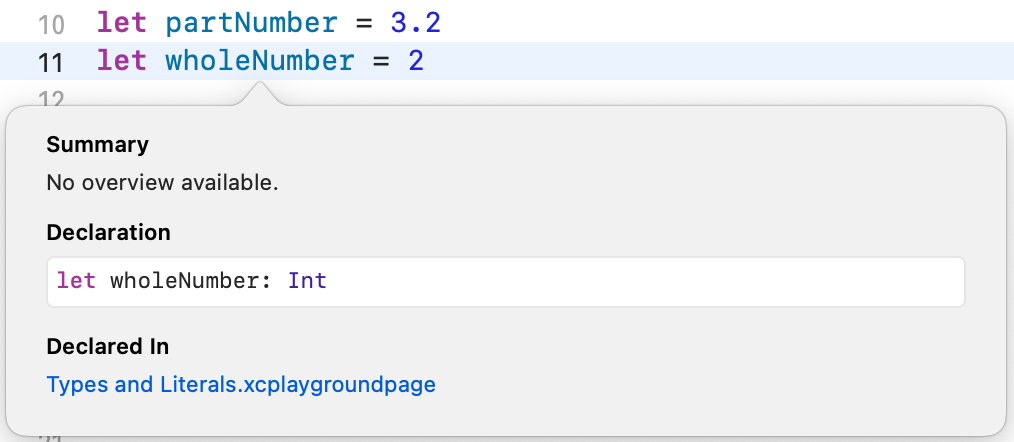 10 let partNumber = 3.2
11 let wholeNumber = 2
12
Summary
No overview available.
Declaration
let wholeNumber: Int
Declared In
Types and Literals.xcplaygroundpage